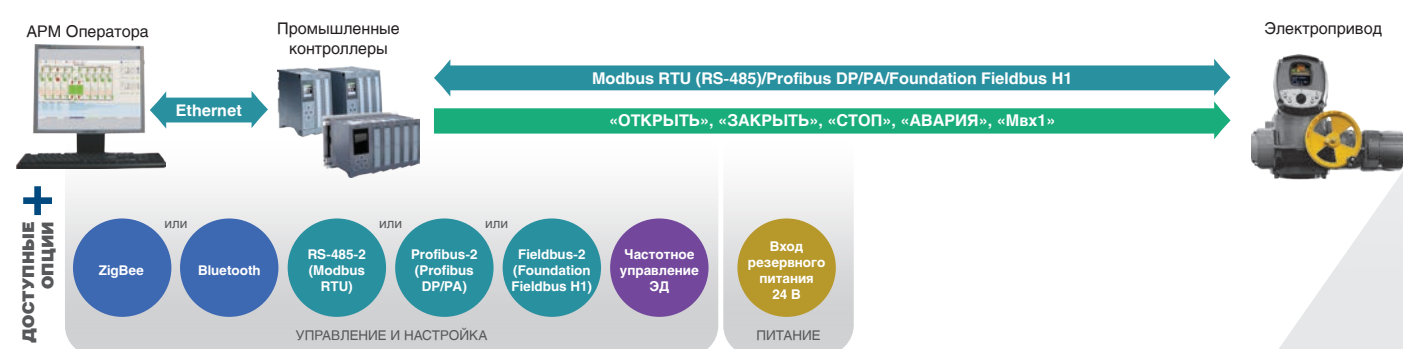 АРМ Оператора
Промышленные
контроллеры
Электропривод
Ethernet
Modbus RTU (RS-485)/Profibus DP/PA/Foundation Fieldbus H1
«ОТКРЫТЬ», «ЗАКРЫТЬ», «СТОП», «АВАРИЯ», «Мвх1»
+
ДОСТУПНЫЕ
ОПЦИИ
ZigBee
или
Bluetooth
RS-485-2
(Modbus
RTU)
или
Profibus-2
(Profibus
DP/PA)
или
Fieldbus-2
(Foundation
Fieldbus H1)
Частотное
управление
ЭД
Вход
резервного
питания
24 В
УПРАВЛЕНИЕ И НАСТРОЙКА
ПИТАНИЕ